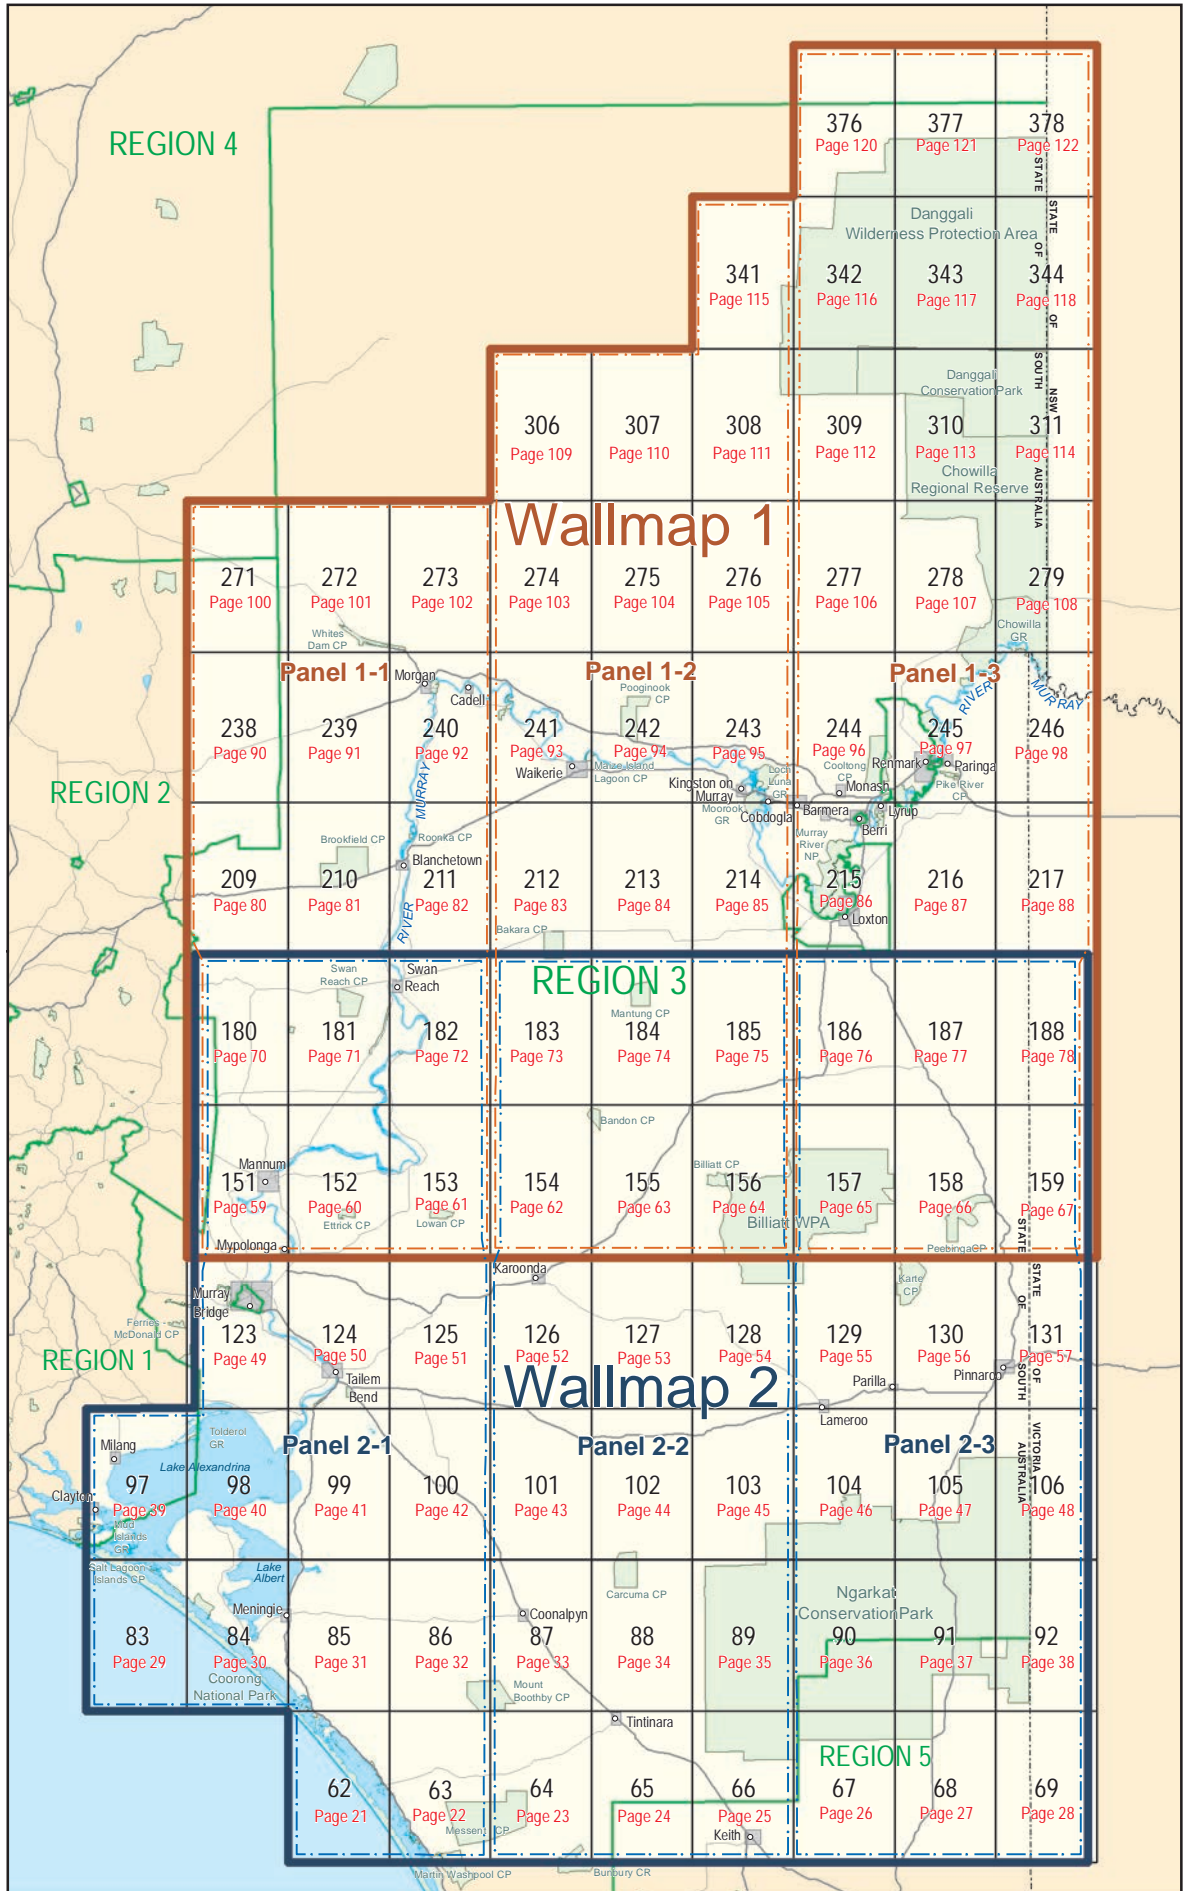 REGION 4
376
Page 120
377
Page 121
378
Page 122
STATE OF SOUTH AUSTRALIA
STATE OF NSW
Danggali
Wilderness Protection Area
341
Page 115
342
Page 116
343
Page 117
344
Page 118
Danggali
ConservationPark
306
Page 109
307
Page 110
308
Page 111
309
Page 112
310
Page 113
311
Page 114
Chowilla
Regional Reserve
Wallmap 1
271
Page 100
272
Page 101
273
Page 102
274
Page 103
275
Page 104
276
Page 105
277
Page 106
278
Page 107
279
Page 108
Whites
Dam CP
Chowilla
GR
Panel 1-1
Panel 1-2
Panel 1-3
Morgan
Cadell
Pooginook
CP
RIVER
MURRAY
238
Page 90
239
Page 91
240
Page 92
241
Page 93
242
Page 94
243
Page 95
244
Page 96
245
Page 97
246
Page 98
Waikerie
Maize Island
Lagoon CP
Loch
Luna
GR
Cooltong
CP
Renmark
Paringa
REGION 2
Kingston on
Murray
Monash
Pike River
CP
MURRAY
Moorook
GR
Cobdogla
Barmera
Lyrup
Berri
Brookfield CP
Roonka CP
Murray
River
NP
Blanchetown
209
Page 80
210
Page 81
211
Page 82
212
Page 83
213
Page 84
214
Page 85
215
Page 86
216
Page 87
217
Page 88
Loxton
RIVER
Bakara CP
Swan
Reach CP
Swan
Reach
REGION 3
Mantung CP
180
Page 70
181
Page 71
182
Page 72
183
Page 73
184
Page 74
185
Page 75
186
Page 76
187
Page 77
188
Page 78
Bandon CP
Mannum
Billiatt CP
151
Page 59
152
Page 60
153
Page 61
154
Page 62
155
Page 63
156
Page 64
157
Page 65
158
Page 66
159
Page 67
Ettrick CP
Lowan CP
Billiatt WPA
PeebingaCP
STATE OF SOUTH AUSTRALIA
STATE OF VICTORIA
Mypolonga
Karoonda
Karte
CP
Murray
Bridge
Ferries -
McDonald CP
123
Page 49
124
Page 50
125
Page 51
126
Page 52
127
Page 53
128
Page 54
129
Page 55
130
Page 56
131
Page 57
REGION 1
Tailem
Bend
Wallmap 2
Parilla
Pinnaroo
Lameroo
Tolderol
GR
Milang
Panel 2-1
Panel 2-2
Panel 2-3
Lake Alexandrina
97
Page 39
98
Page 40
99
Page 41
100
Page 42
101
Page 43
102
Page 44
103
Page 45
104
Page 46
105
Page 47
106
Page 48
Clayton
Mud
Islands
GR
Salt Lagoon
Islands CP
Lake
Albert
Carcuma CP
Ngarkat
ConservationPark
Meningie
Coonalpyn
83
Page 29
84
Page 30
85
Page 31
86
Page 32
87
Page 33
88
Page 34
89
Page 35
90
Page 36
91
Page 37
92
Page 38
Coorong
National Park
Mount
Boothby CP
Tintinara
REGION 5
62
Page 21
63
Page 22
64
Page 23
65
Page 24
66
Page 25
67
Page 26
68
Page 27
69
Page 28
Messent CP
Keith
Martin Washpool CP
Bunbury CR